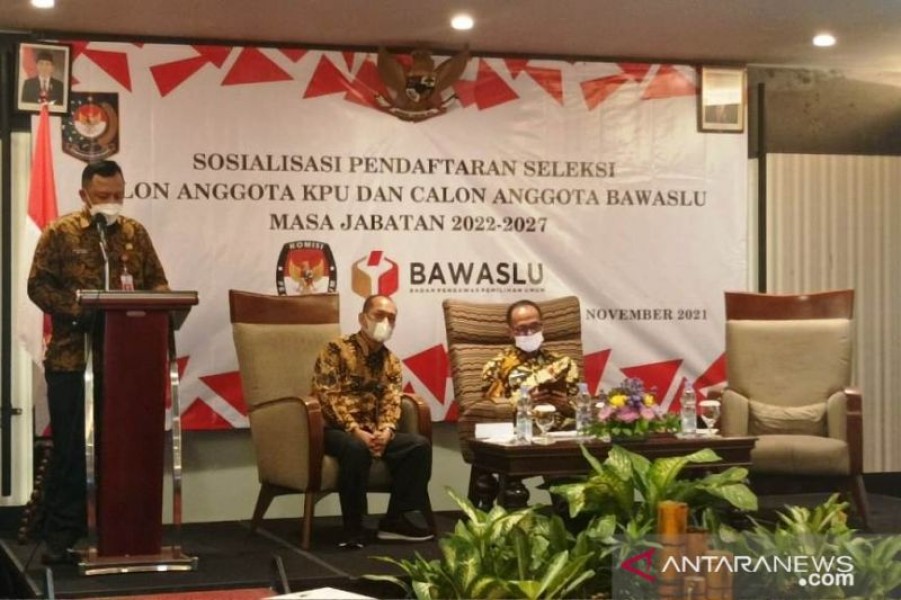 SOSIALISASI PENDAFTARAN SELEKSI
LON ANGGOTA KPU DAN CALON ANGGOTA BAWASLU
MASA JABATAN 2022-2027
KOMISI
BAWASLU
BADAN PENGAWAS PEMILIHAN UMUM
NOVEMBER 2021
ANTARANEWS
.com